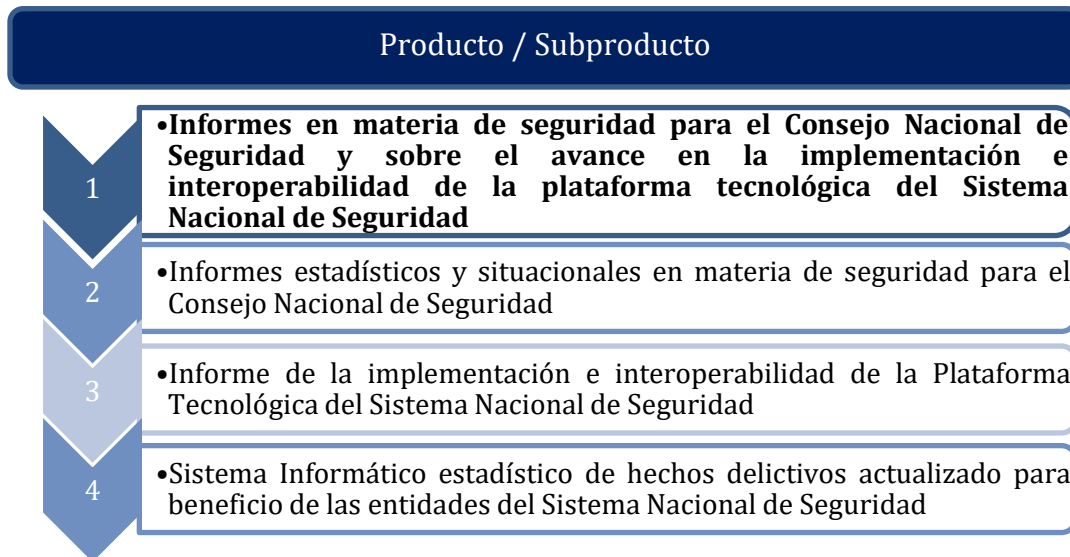 Producto / Subproducto
1
•Informes en materia de seguridad para el Consejo Nacional de
Seguridad y sobre el avance en la implementación e
interoperabilidad de la plataforma tecnológica del Sistema
Nacional de Seguridad
2
•Informes estadísticos y situacionales en materia de seguridad para el
Consejo Nacional de Seguridad
3
•Informe de la implementación e interoperabilidad de la Plataforma
Tecnológica del Sistema Nacional de Seguridad
4
•Sistema Informático estadístico de hechos delictivos actualizado para
beneficio de las entidades del Sistema Nacional de Seguridad